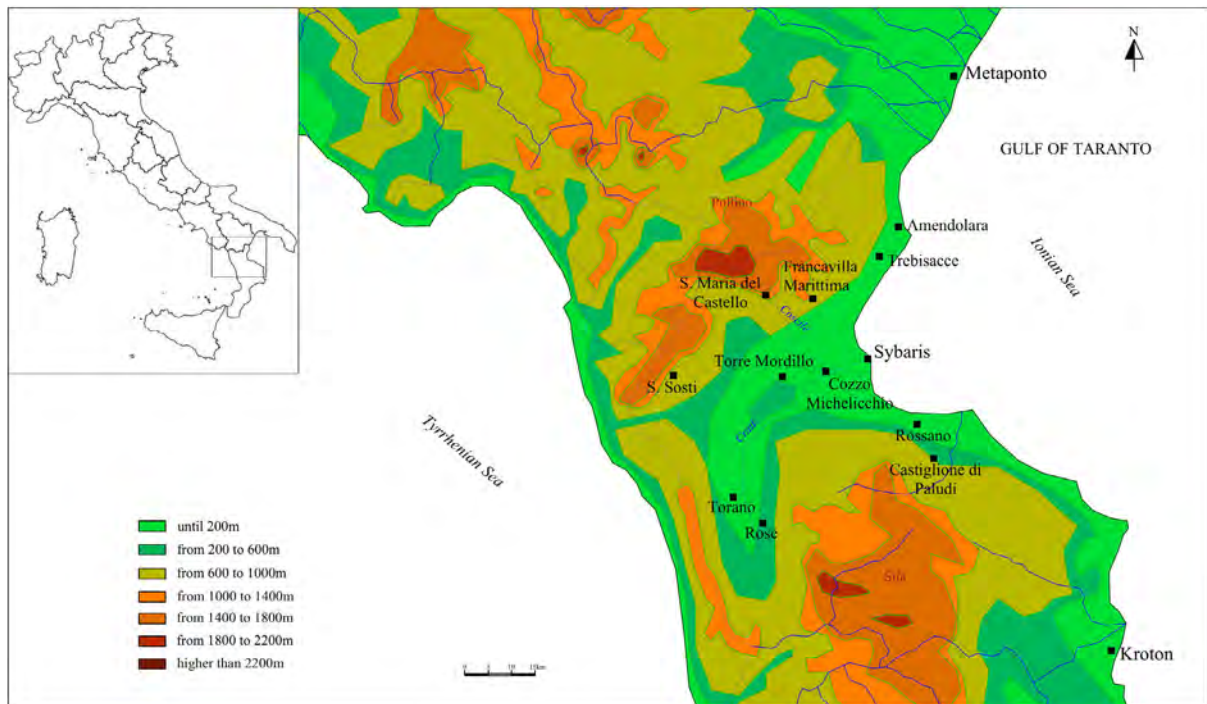 N
Metaponto
GULF OF TARANTO
Pollino
Amendolara
Trebisacce
Ionian Sea
Francavilla
Marittima
S. Maria del
Castello
Coscile
Sybaris
Torre Mordillo
Cozzo
Michelicchio
S. Sosti
Crati
Rossano
Castiglione di
Paludi
Tyrrhenian Sea
Torano
Rose
Sila
Kroton
until 200m
from 200 to 600m
from 600 to 1000m
from 1000 to 1400m
from 1400 to 1800m
from 1800 to 2200m
higher than 2200m